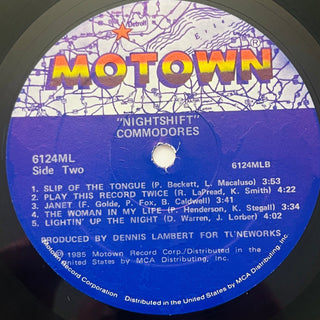 Detroit
MOTOWN
®
"NIGHTSHIFT"
COMMODORES
6124ML
Side Two
6124MLB
1. SLIP OF THE TONGUE (P. Beckett, L. Macaluso) 3:53
2. PLAY THIS RECORD TWICE (R. LaPread, K. Smith) 4:22
3. JANET (F. Golde, P. Fox, B. Caldwell) 3:31
4. THE WOMAN IN MY LIFE (P. Henderson, K. Stegall) 3:34
5. LIGHTIN' UP THE NIGHT (D. Warren, J. Lorber) 4:02
PRODUCED BY DENNIS LAMBERT FOR TUNEWORKS.
© 1985 Motown Record Corp./Distributed in the
United States by MCA Distributing, Inc.
Motown Record Corporation Distributed in the United States by MCA Distributing, Inc.